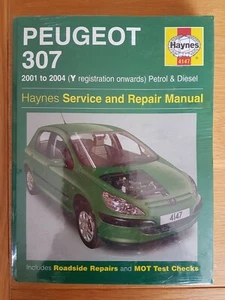 PEUGEOT
307
Haynes
4147
2001 to 2004 (Y registration onwards) Petrol & Diesel
Haynes Service and Repair Manual
4147
Includes Roadside Repairs and MOT Test Checks